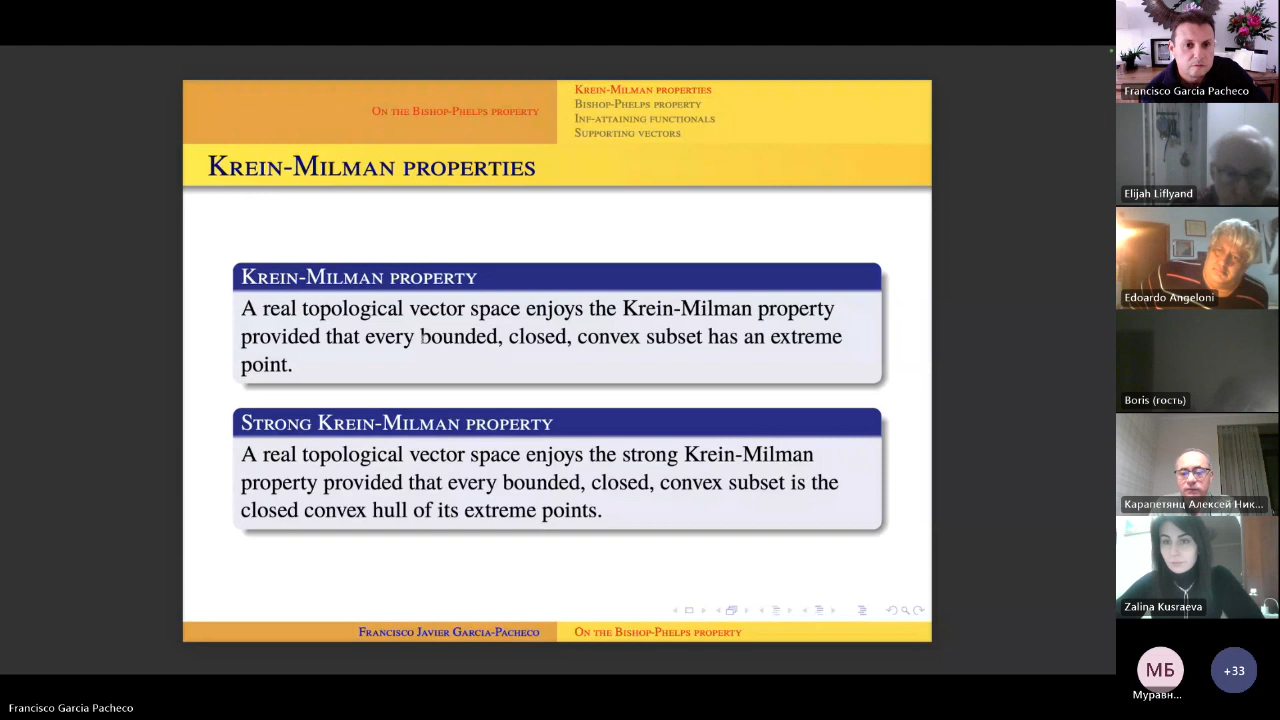 On the Bishop-Phelps property
Krein-Milman properties
Bishop-Phelps property
Inf-attaining functionals
Supporting vectors
Krein-Milman properties
Krein-Milman property
A real topological vector space enjoys the Krein-Milman property
provided that every bounded, closed, convex subset has an extreme
point.
Strong Krein-Milman property
A real topological vector space enjoys the strong Krein-Milman
property provided that every bounded, closed, convex subset is the
closed convex hull of its extreme points.
Francisco Javier Garcia-Pacheco
On the Bishop-Phelps property
Francisco Garcia Pacheco
Elijah Liflyand
Edoardo Angeloni
Boris (гость)
Карапетянц Алексей Ник...
Zalina Kusraeva
МБ
+33
Муравн...
Francisco Garcia Pacheco